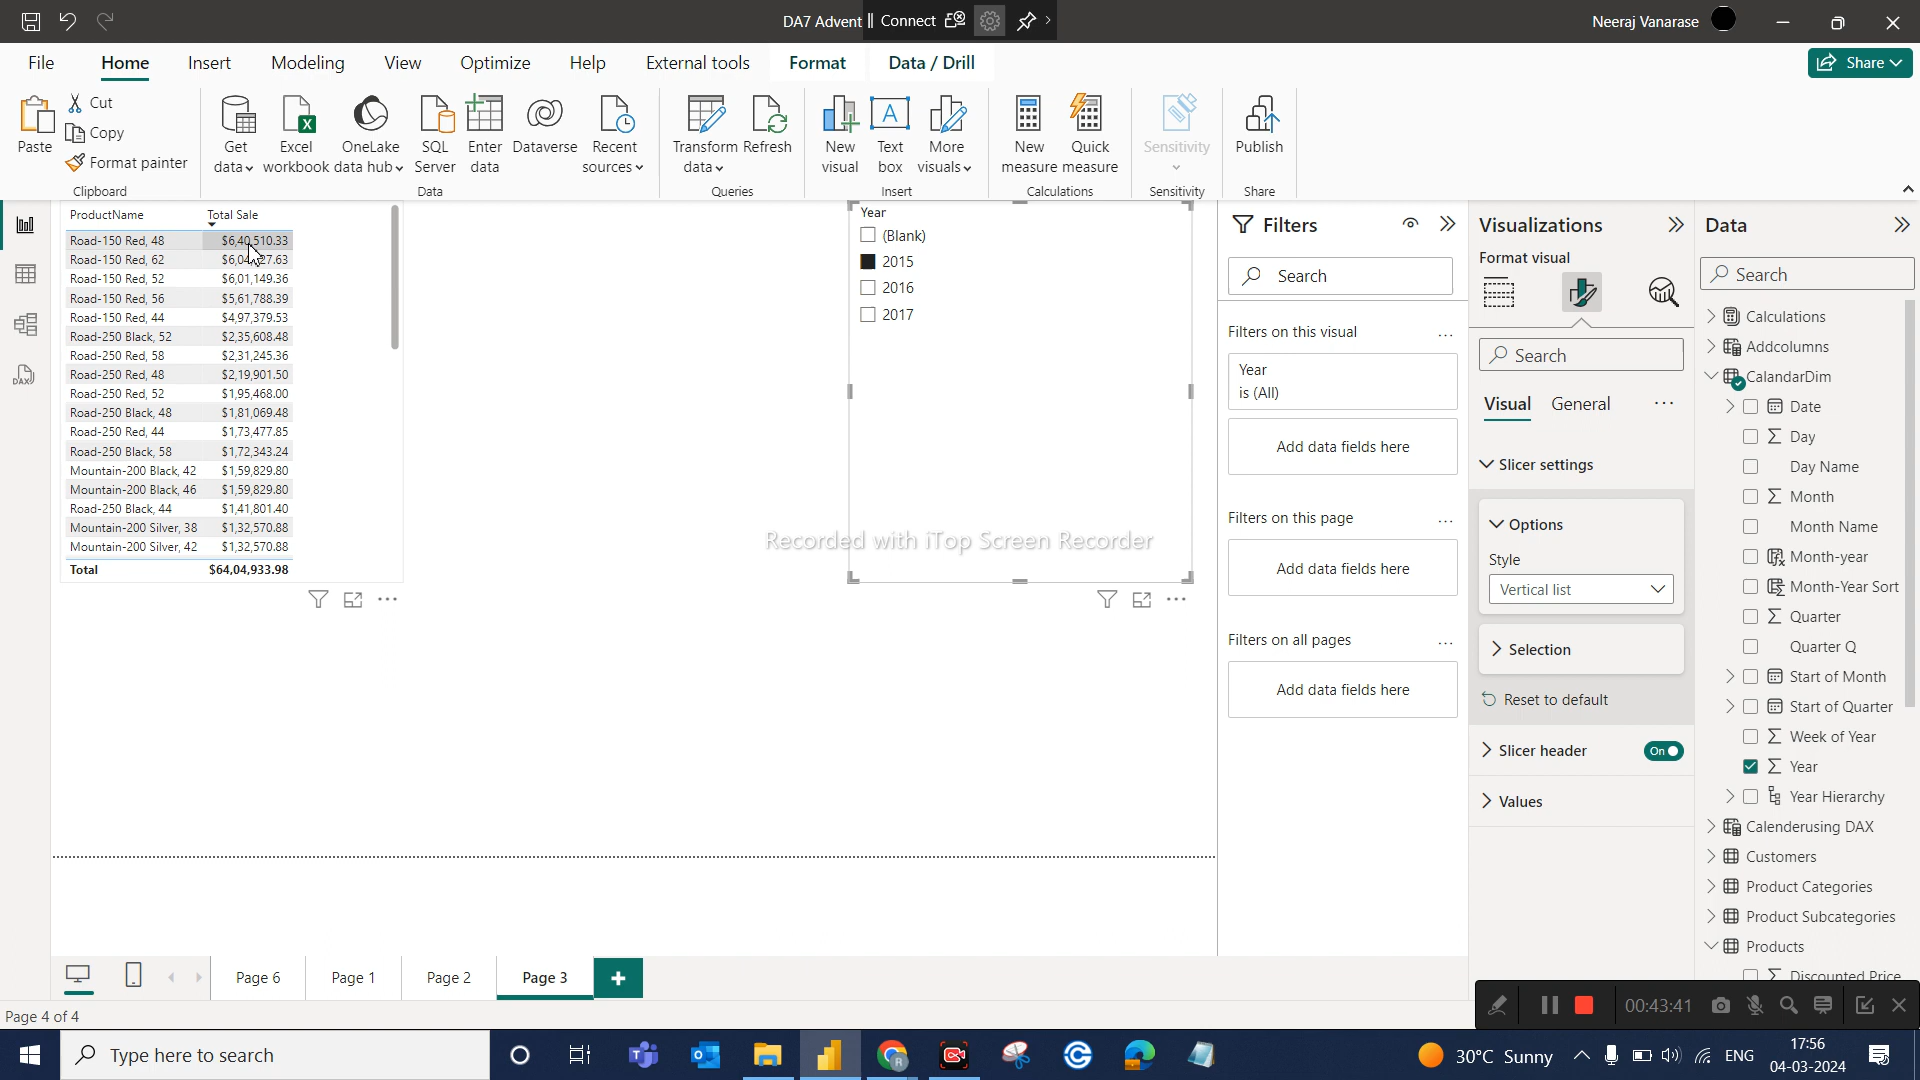 DA7 Advent
Connect
Neeraj Vanarase
File
Home
Insert
Modeling
View
Optimize
Help
External tools
Format
Data / Drill
Share
Paste
Cut
Copy
Format painter
Get data
Excel workbook
OneLake data hub
SQL Server
Enter data
Dataverse
Recent sources
Transform data
Refresh
New visual
Text box
More visuals
New measure
Quick measure
Sensitivity
Publish
Clipboard
Data
Queries
Insert
Calculations
Sensitivity
Share
ProductName Total Sale
Road-150 Red, 48 $6,40,510.33
Road-150 Red, 62
Road-150 Red, 52 $6,01,149.36
Road-150 Red, 56 $5,61,788.39
Road-150 Red, 44 $4,97,379.53
Road-250 Black, 52 $2,35,608.48
Road-250 Red, 58 $2,31,245.36
Road-250 Red, 48 $2,19,901.50
Road-250 Red, 52 $1,95,468.00
Road-250 Black, 48 $1,81,069.48
Road-250 Red, 44 $1,73,477.85
Road-250 Black, 58 $1,72,343.24
Mountain-200 Black, 42 $1,59,829.80
Mountain-200 Black, 46 $1,59,829.80
Road-250 Black, 44 $1,41,801.40
Mountain-200 Silver, 38 $1,32,570.88
Mountain-200 Silver, 42 $1,32,570.88
Total $64,04,933.98
Year
(Blank)
2015
2016
2017
Recorded with iTop Screen Recorder
Filters
Search
Filters on this visual
Year
is (All)
Add data fields here
Filters on this page
Add data fields here
Filters on all pages
Add data fields here
Visualizations
Format visual
Search
Visual
General
Slicer settings
Options
Style
Vertical list
Selection
Reset to default
Slicer header
On
Values
Data
Search
Calculations
Addcolumns
CalandarDim
Date
Day
Day Name
Month
Month Name
Month-year
Month-Year Sort
Quarter
Quarter Q
Start of Month
Start of Quarter
Week of Year
Year
Year Hierarchy
Calenderusing DAX
Customers
Product Categories
Product Subcategories
Products
Discounted Price
Page 6
Page 1
Page 2
Page 3
Page 4 of 4
00:43:41
Type here to search
30°C Sunny
ENG
17:56
04-03-2024